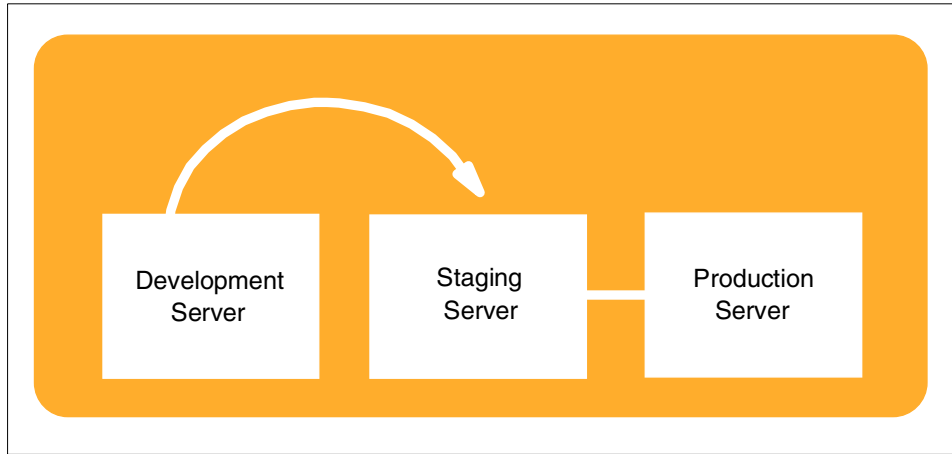 Development
Server
Staging
Server
Production
Server